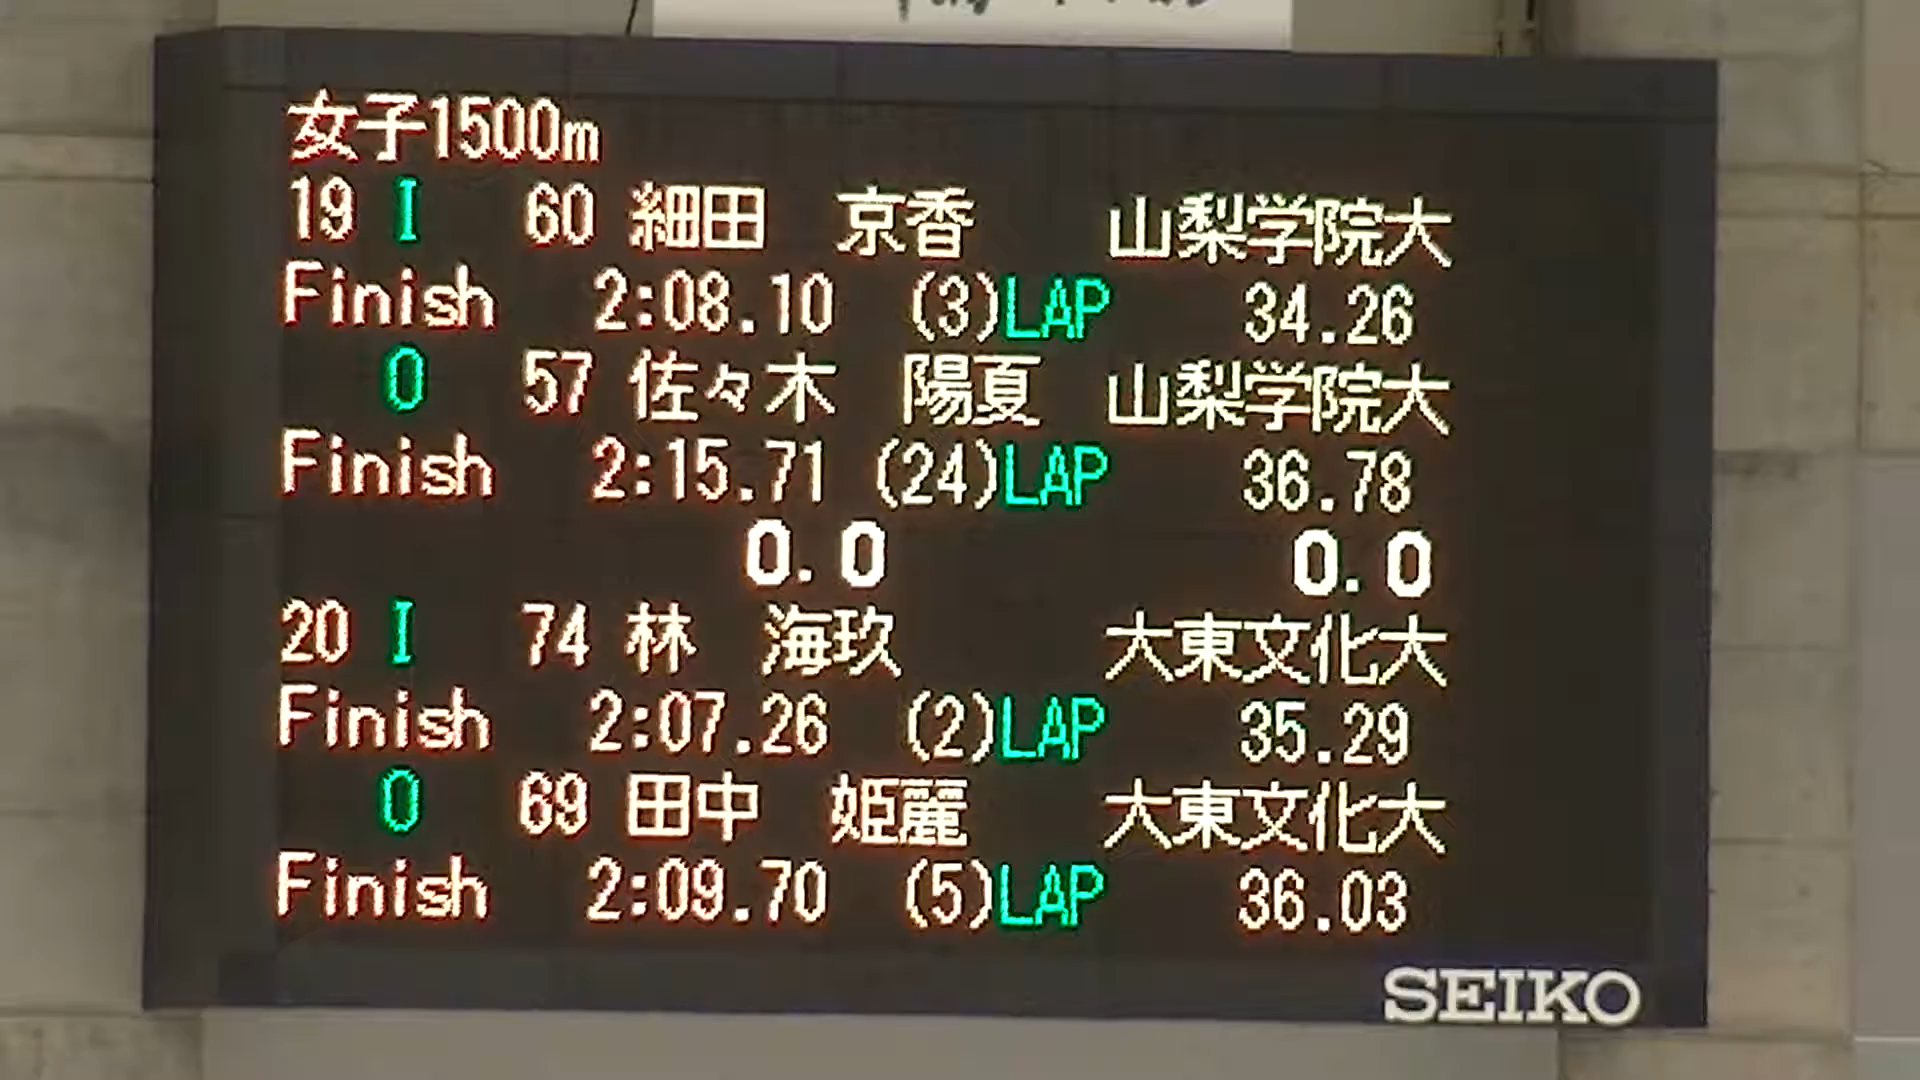 女子1500m
19 I 60 細田 京香 山梨学院大
Finish 2:08.10 (3)LAP 34.26
O 57 佐々木 陽夏 山梨学院大
Finish 2:15.71 (24)LAP 36.78
0.0 0.0
20 I 74 林 海玖 大東文化大
Finish 2:07.26 (2)LAP 35.29
O 69 田中 姫麗 大東文化大
Finish 2:09.70 (5)LAP 36.03
SEIKO